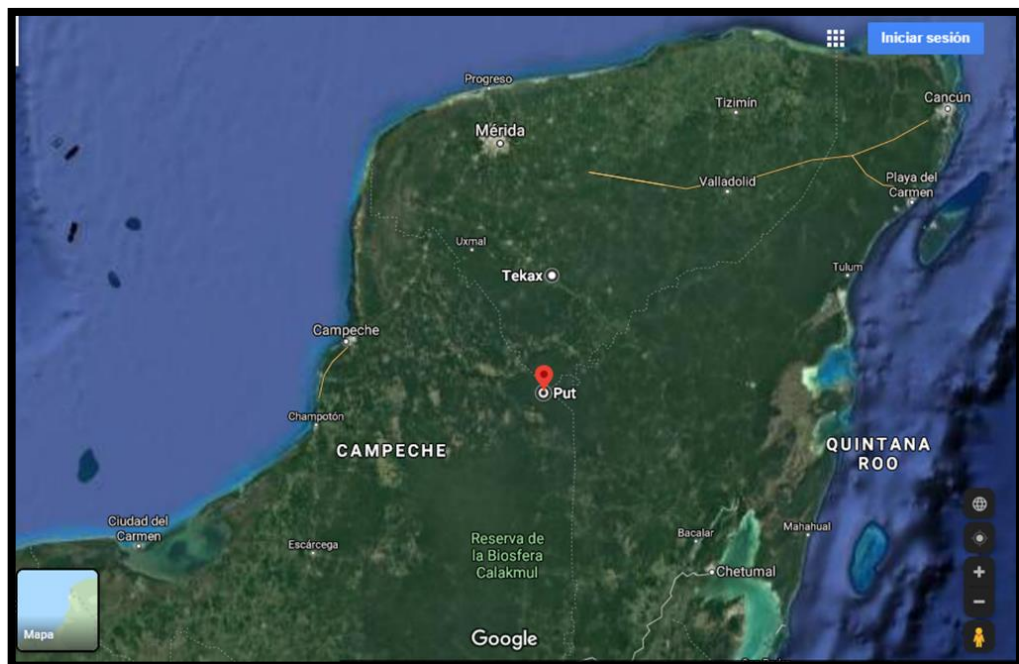 Iniciar sesión
Progreso
Mérida
Tizimín
Cancún
Valladolid
Playa del
Carmen
Uxmal
Tekax
Tulum
Campeche
Put
Champotón
CAMPECHE
QUINTANA
ROO
Ciudad del
Carmen
Escárcega
Reserva de
la Biosfera
Calakmul
Bacalar
Mahahual
Chetumal
Mapa
Google